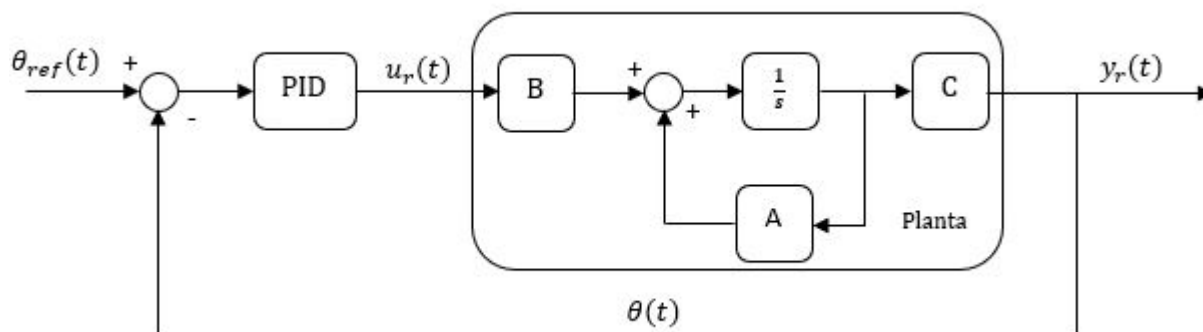 θ_ref(t)
+
-
PID
u_r(t)
B
+
+
1/s
C
y_r(t)
A
Planta
θ(t)